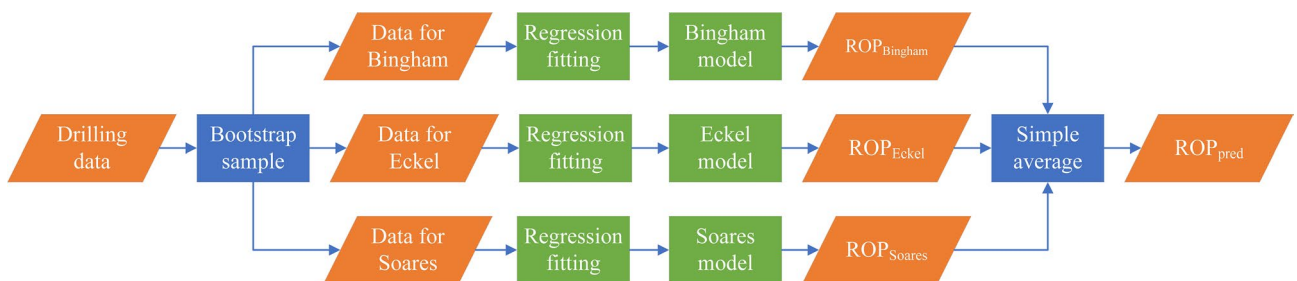 Drilling
data
Bootstrap
sample
Data for
Bingham
Regression
fitting
Bingham
model
ROPBingham
Data for
Eckel
Regression
fitting
Eckel
model
ROPEckel
Data for
Soares
Regression
fitting
Soares
model
ROPSoares
Simple
average
ROPpred